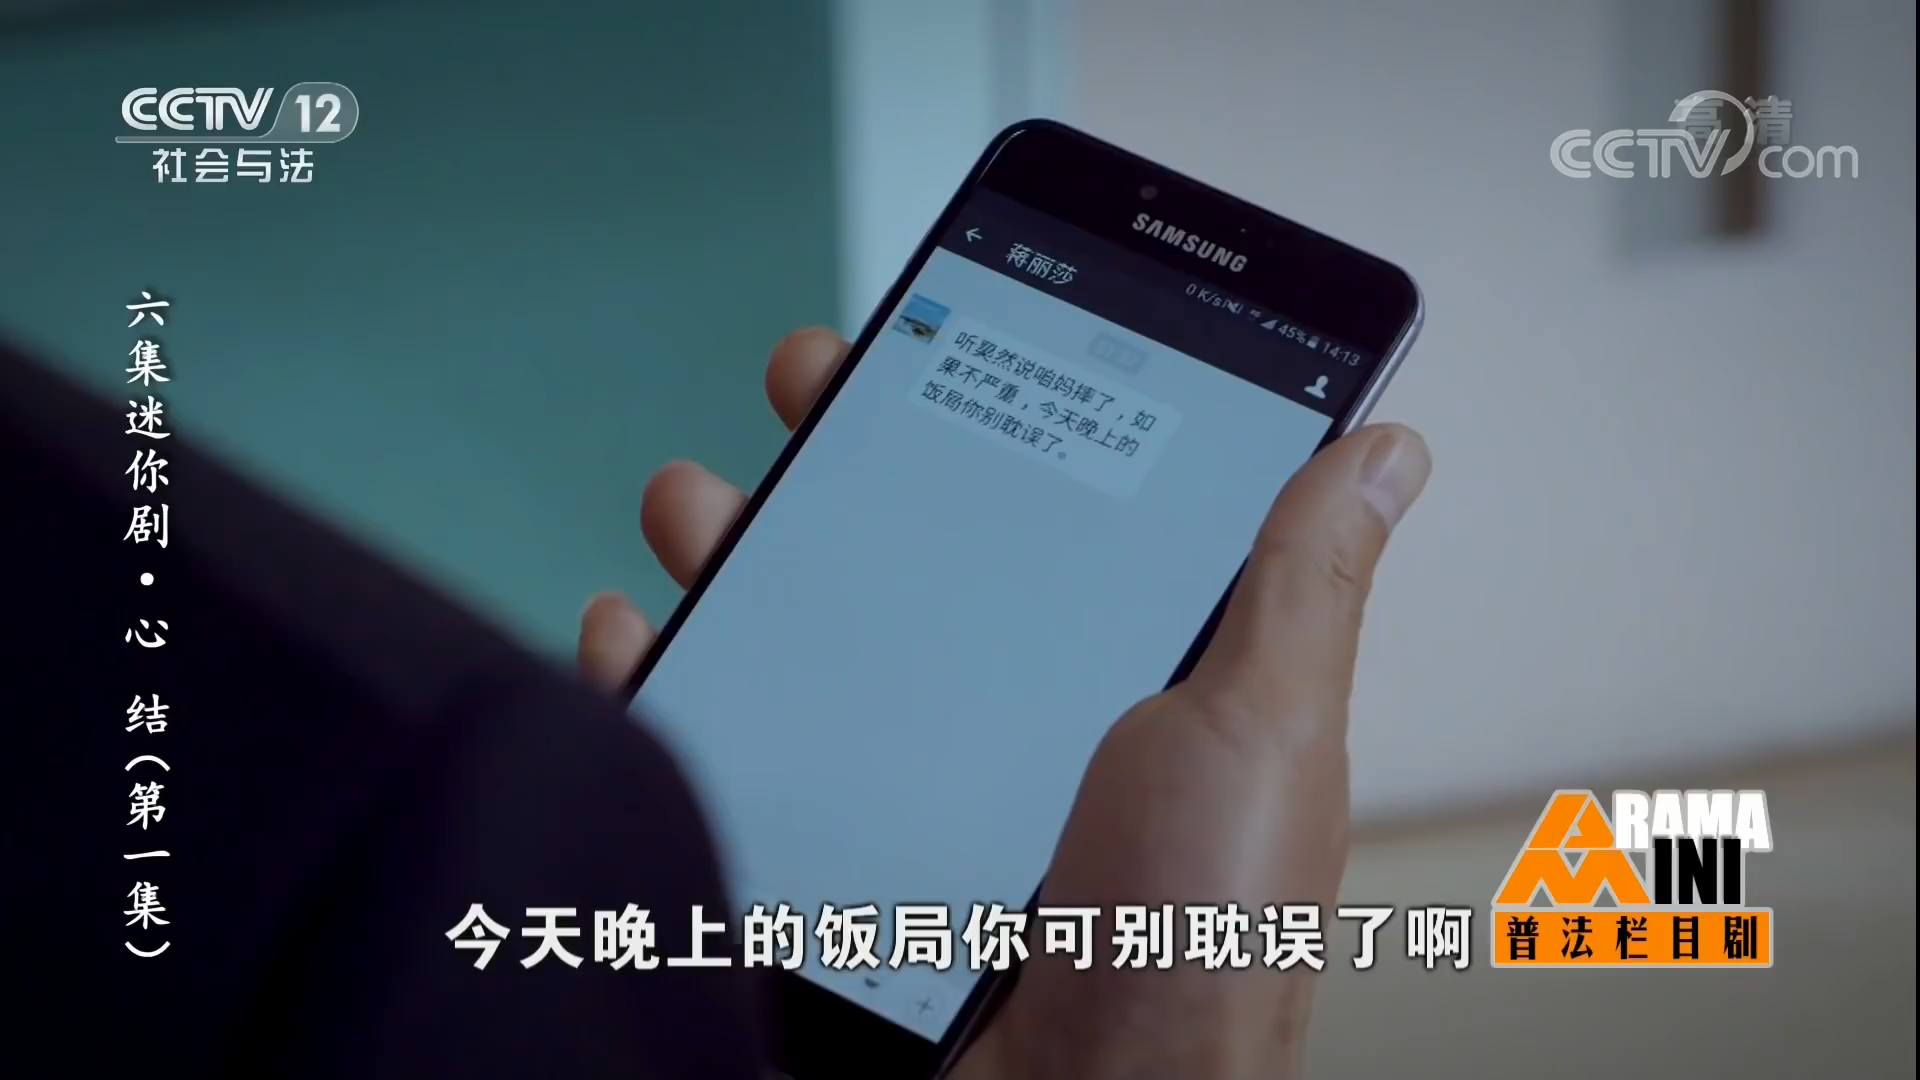 CCTV 12
社会与法
高清
CCTV com
六集迷你剧·心 结（第一集）
SAMSUNG
0 K/s 45% 14:13
蒋丽莎
听梁然说咱妈摔了，如
果不严重，今天晚上的
饭局你别耽误了。
今天晚上的饭局你可别耽误了啊
DRAMA
MINI
普法栏目剧